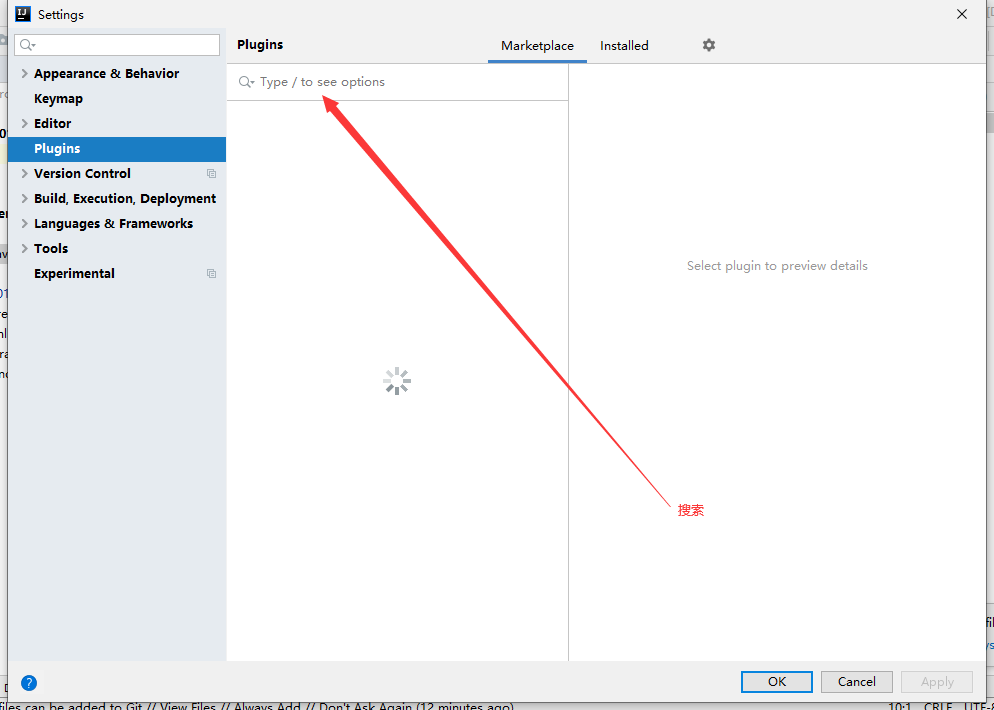 Settings
Plugins
Marketplace
Installed
Type / to see options
Appearance & Behavior
Keymap
Editor
Plugins
Version Control
Build, Execution, Deployment
Languages & Frameworks
Tools
Experimental
Select plugin to preview details
搜索
?
OK
Cancel
Apply
files can be added to Git // View Files // Always Add // Don't Ask Again (12 minutes ago)
10:1 CRLF UTF-8